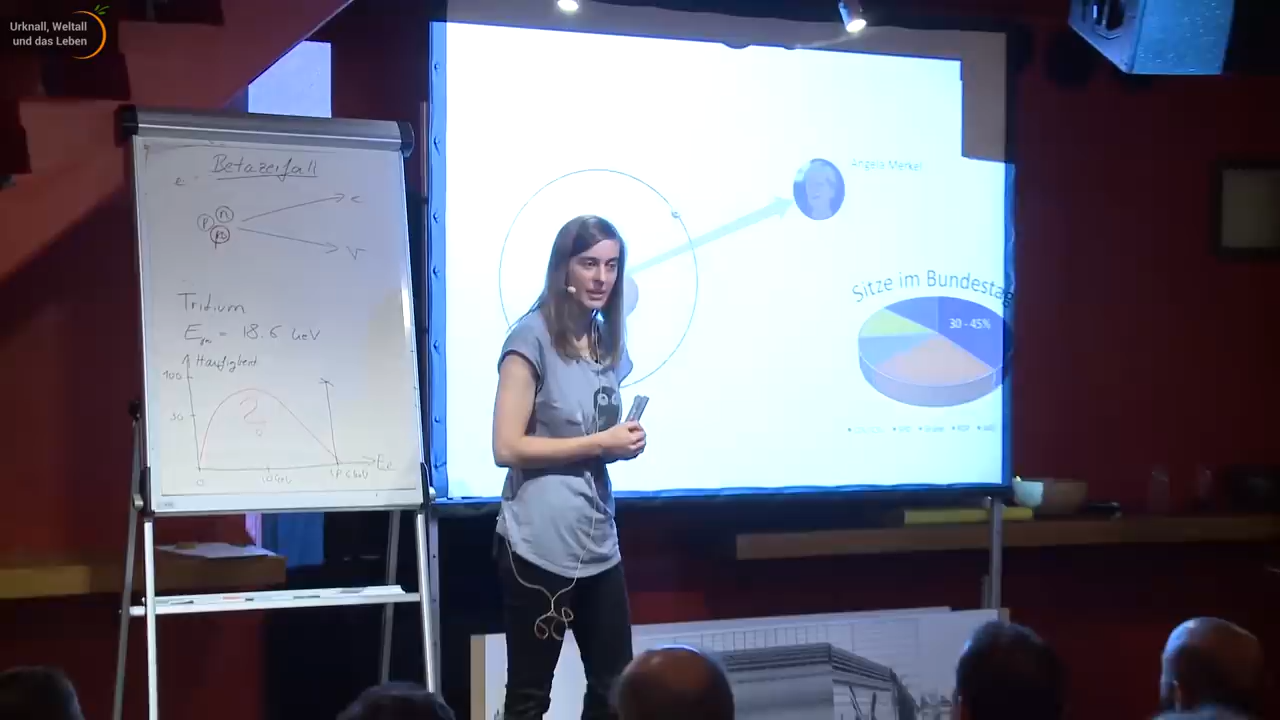 Urknall, Weltall
und das Leben
Betazerfall
e
p
n
e
Tritium
= 18.6 keV
Häufigkeit
100
50
?
0
Ee
Angela Merkel
Sitze im Bundestag
30 - 45%